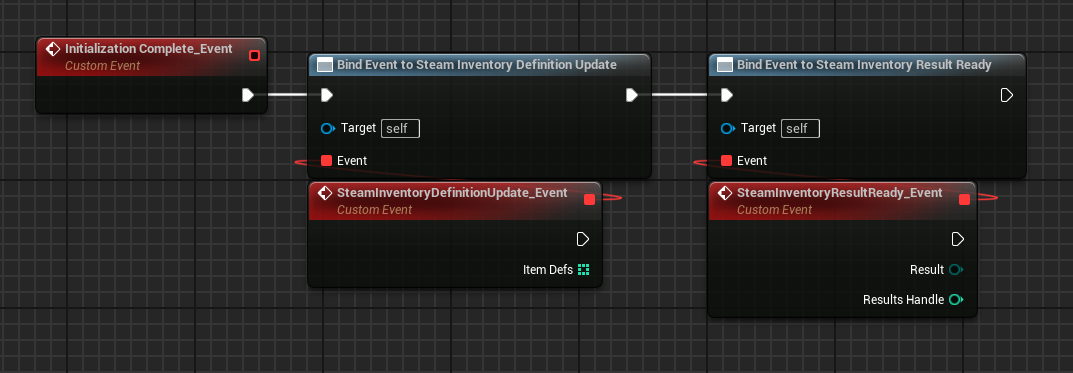 Initialization Complete_Event
Custom Event
Bind Event to Steam Inventory Definition Update
Target self
Event
SteamInventoryDefinitionUpdate_Event
Custom Event
Item Defs
Bind Event to Steam Inventory Result Ready
Target self
Event
SteamInventoryResultReady_Event
Custom Event
Result
Results Handle